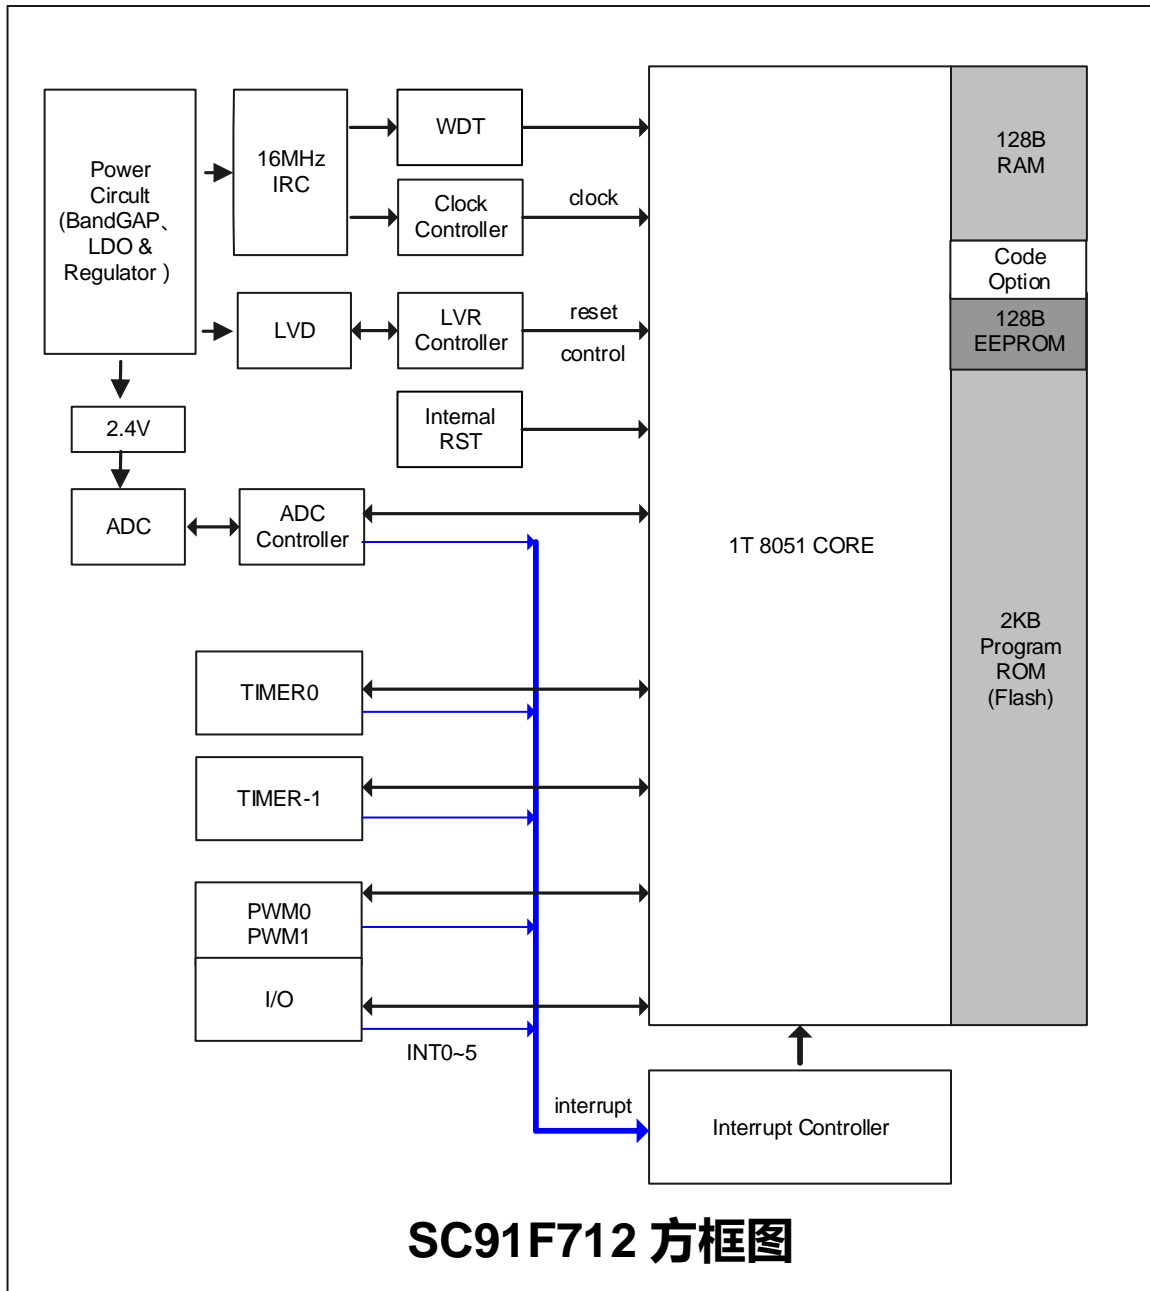 Power
Circuit
(BandGAP、
LDO &
Regulator )
16MHz
IRC
WDT
Clock
Controller
clock
LVD
LVR
Controller
reset
control
Internal
RST
2.4V
ADC
ADC
Controller
TIMER0
TIMER-1
PWM0
PWM1
I/O
INT0~5
interrupt
1T 8051 CORE
128B
RAM
Code
Option
128B
EEPROM
2KB
Program
ROM
(Flash)
Interrupt Controller
SC91F712 方框图